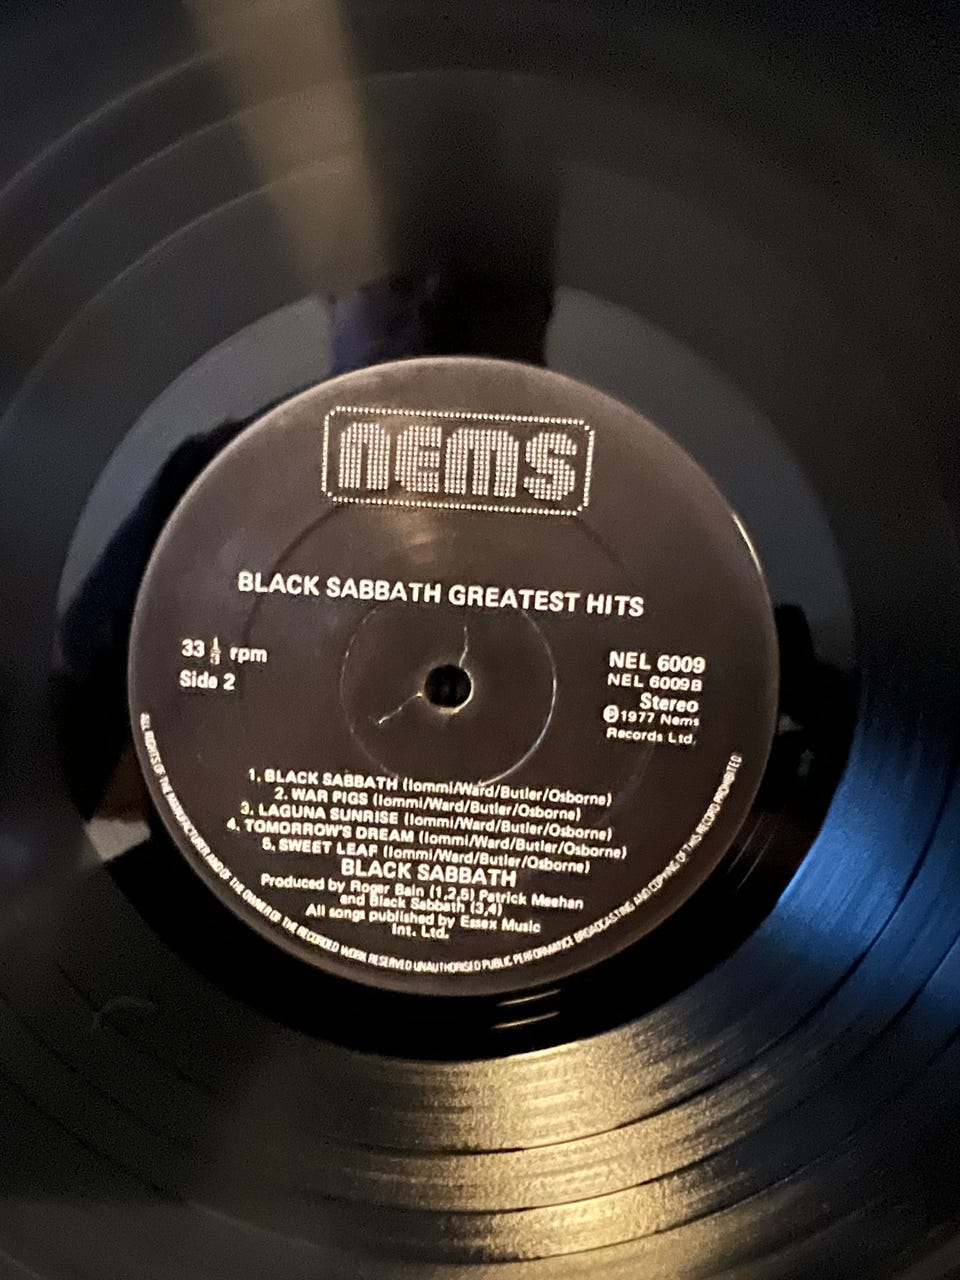 nems
BLACK SABBATH GREATEST HITS
33 1/3 rpm
Side 2
NEL 6009
NEL 6009B
Stereo
Ⓟ1977 Nems
Records Ltd.
1. BLACK SABBATH (Iommi/Ward/Butler/Osborne)
2. WAR PIGS (Iommi/Ward/Butler/Osborne)
3. LAGUNA SUNRISE (Iommi/Ward/Butler/Osborne)
4. TOMORROW'S DREAM (Iommi/Ward/Butler/Osborne)
5. SWEET LEAF (Iommi/Ward/Butler/Osborne)
BLACK SABBATH
Produced by Roger Bain (1,2,5) Patrick Meehan
and Black Sabbath (3,4)
All songs published by Essex Music
Int. Ltd.
ALL RIGHTS OF THE MANUFACTURER AND OF THE OWNER OF THE RECORDED WORK RESERVED UNAUTHORISED PUBLIC PERFORMANCE BROADCASTING AND COPYING OF THIS RECORD PROHIBITED